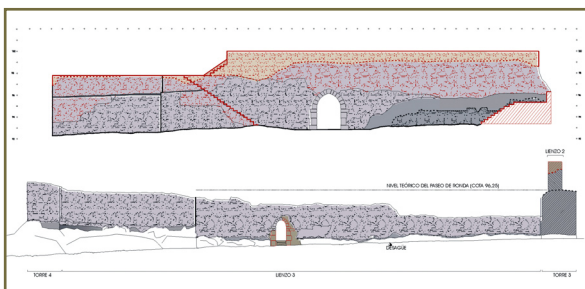 LIENZO 2
NIVEL TEÓRICO DEL PASEO DE RONDA (COTA 96,25)
DESAGÜE
TORRE 4
LIENZO 3
TORRE 3